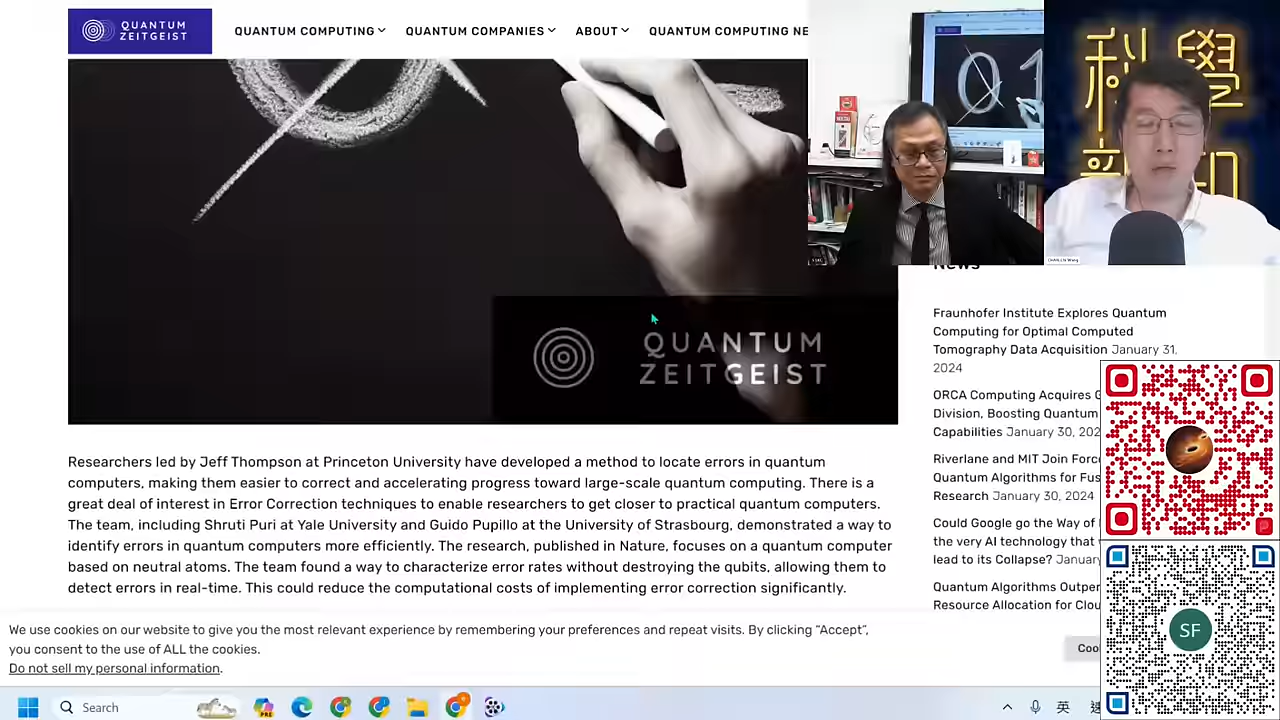 QUANTUM
ZEITGEIST
QUANTUM COMPUTING
QUANTUM COMPANIES
ABOUT
QUANTUM COMPUTING NE
01
科學
QUANTUM
ZEITGEIST
News
Fraunhofer Institute Explores Quantum
Computing for Optimal Computed
Tomography Data Acquisition January 31,
2024
ORCA Computing Acquires G
Division, Boosting Quantum
Capabilities January 30, 202
Riverlane and MIT Join Forc
Quantum Algorithms for Fus
Research January 30, 2024
Could Google go the Way of
the very AI technology that
lead to its Collapse? January
Quantum Algorithms Outper
Resource Allocation for Clou
Researchers led by Jeff Thompson at Princeton University have developed a method to locate errors in quantum
computers, making them easier to correct and accelerating progress toward large-scale quantum computing. There is a
great deal of interest in Error Correction techniques to enable researchers to get closer to practical quantum computers.
The team, including Shruti Puri at Yale University and Guido Pupillo at the University of Strasbourg, demonstrated a way to
identify errors in quantum computers more efficiently. The research, published in Nature, focuses on a quantum computer
based on neutral atoms. The team found a way to characterize error rates without destroying the qubits, allowing them to
detect errors in real-time. This could reduce the computational costs of implementing error correction significantly.
We use cookies on our website to give you the most relevant experience by remembering your preferences and repeat visits. By clicking “Accept”,
you consent to the use of ALL the cookies.
Do not sell my personal information.
Coo
SF
Search
PRE
英